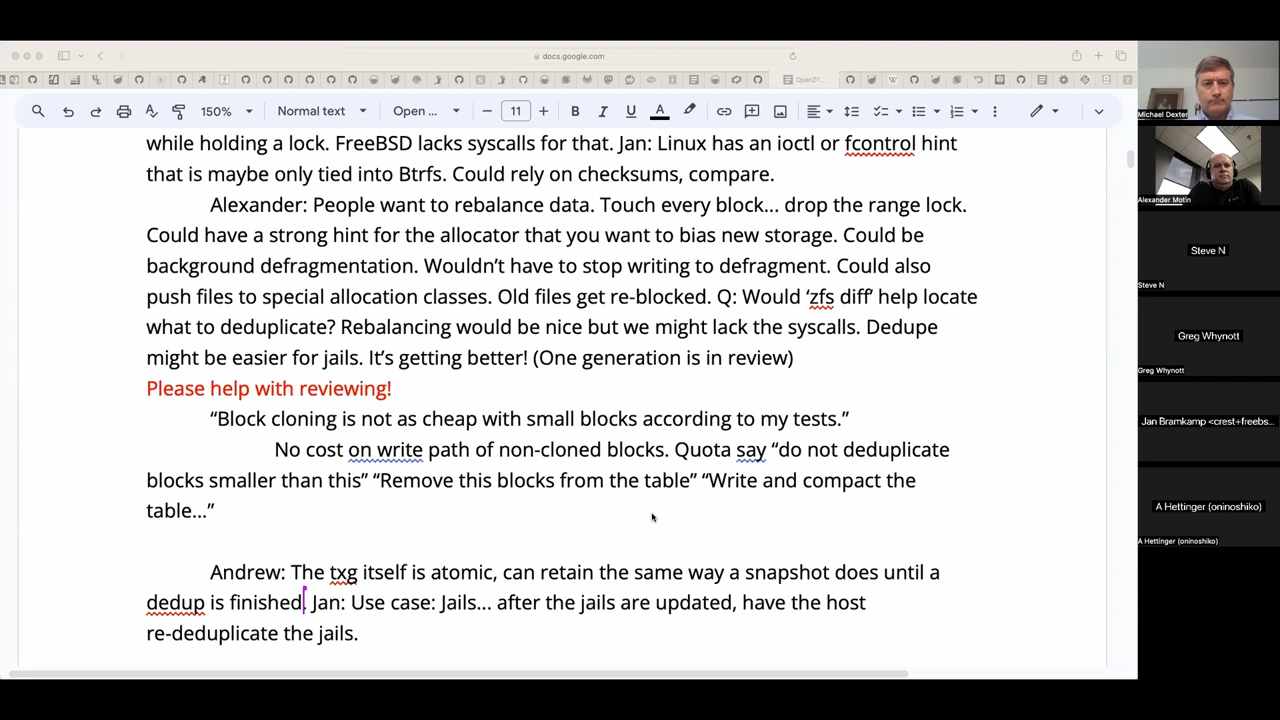 docs.google.com
OpenZF...
150%
Normal text
Open ...
11
while holding a lock. FreeBSD lacks syscalls for that. Jan: Linux has an ioctl or fcontrol hint
that is maybe only tied into Btrfs. Could rely on checksums, compare.
Alexander: People want to rebalance data. Touch every block... drop the range lock.
Could have a strong hint for the allocator that you want to bias new storage. Could be
background defragmentation. Wouldn’t have to stop writing to defragment. Could also
push files to special allocation classes. Old files get re-blocked. Q: Would ‘zfs diff’ help locate
what to deduplicate? Rebalancing would be nice but we might lack the syscalls. Dedupe
might be easier for jails. It’s getting better! (One generation is in review)
Please help with reviewing!
“Block cloning is not as cheap with small blocks according to my tests.”
No cost on write path of non-cloned blocks. Quota say “do not deduplicate
blocks smaller than this” “Remove this blocks from the table” “Write and compact the
table...”
Andrew: The txg itself is atomic, can retain the same way a snapshot does until a
dedup is finished. Jan: Use case: Jails... after the jails are updated, have the host
re-deduplicate the jails.
Michael Dexter
Alexander Motin
Steve N
Steve N
Greg Whynott
Greg Whynott
Jan Bramkamp <crest+freebs...
A Hettinger (oninoshiko)
A Hettinger (oninoshiko)